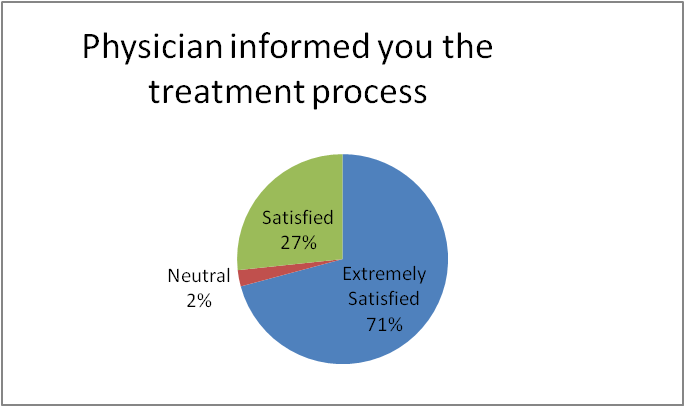 Physician informed you the
treatment process
Satisfied
27%
Neutral
2%
Extremely
Satisfied
71%